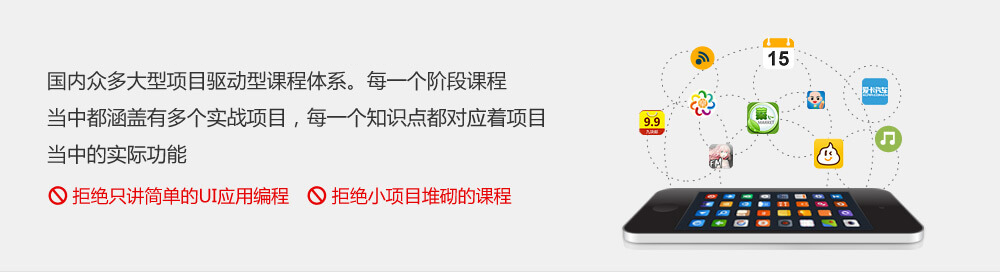 国内众多大型项目驱动型课程体系。每一个阶段课程
当中都涵盖有多个实战项目，每一个知识点都对应着项目
当中的实际功能
拒绝只讲简单的UI应用编程 拒绝小项目堆砌的课程
15
爱卡汽车
9.9
MARKET